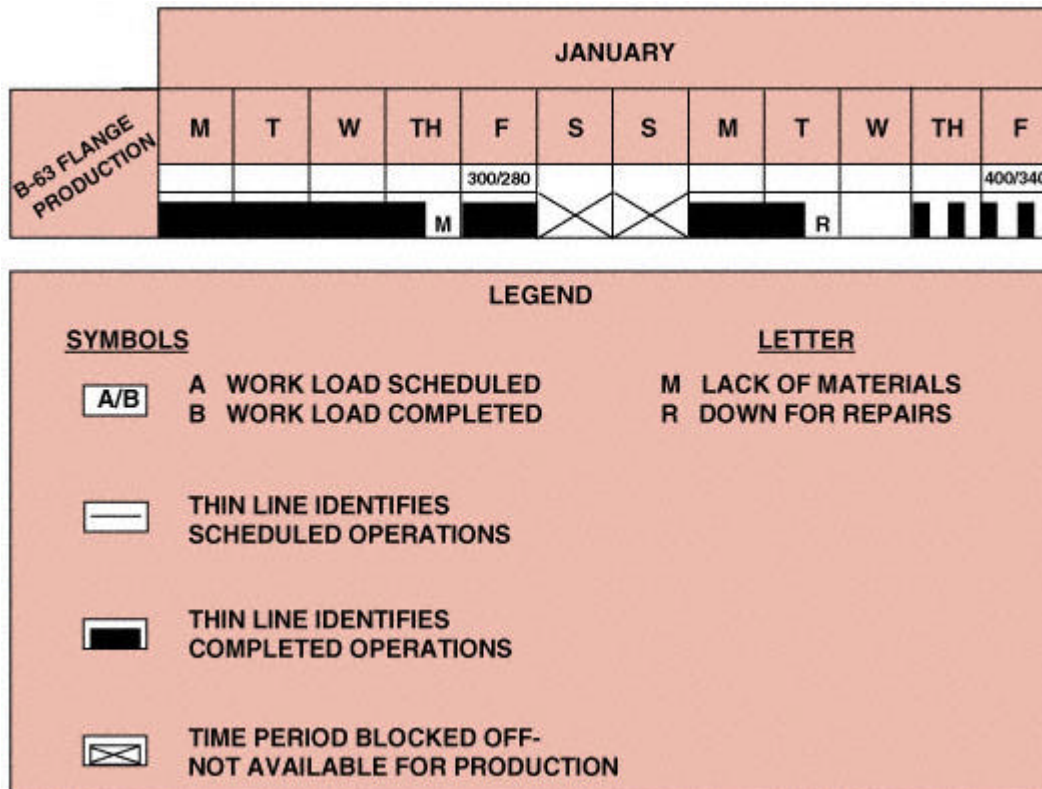 JANUARY
B-63 FLANGE
PRODUCTION
M T W TH F S S M T W TH F
300/280 400/340
M R
LEGEND
SYMBOLS LETTER
A/B A WORK LOAD SCHEDULED M LACK OF MATERIALS
B WORK LOAD COMPLETED R DOWN FOR REPAIRS
THIN LINE IDENTIFIES
SCHEDULED OPERATIONS
THIN LINE IDENTIFIES
COMPLETED OPERATIONS
TIME PERIOD BLOCKED OFF-
NOT AVAILABLE FOR PRODUCTION